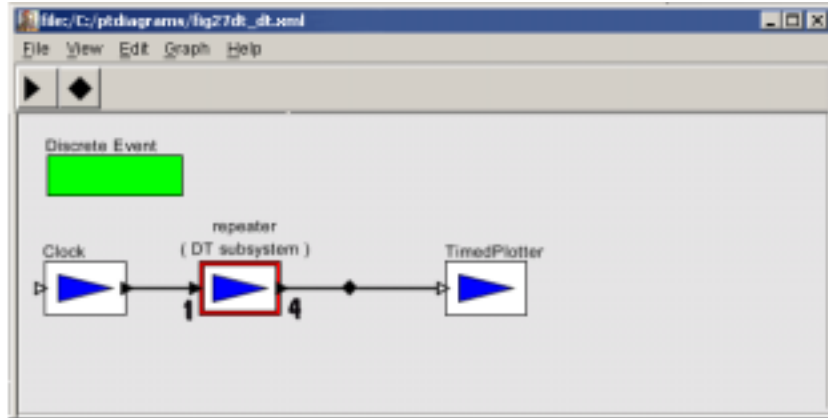 file:/C:/ptdiagrams/fig27dt_dt.xml
File View Edit Graph Help
Discrete Event
repeater
( DT subsystem )
Clock
TimedPlotter
1
4